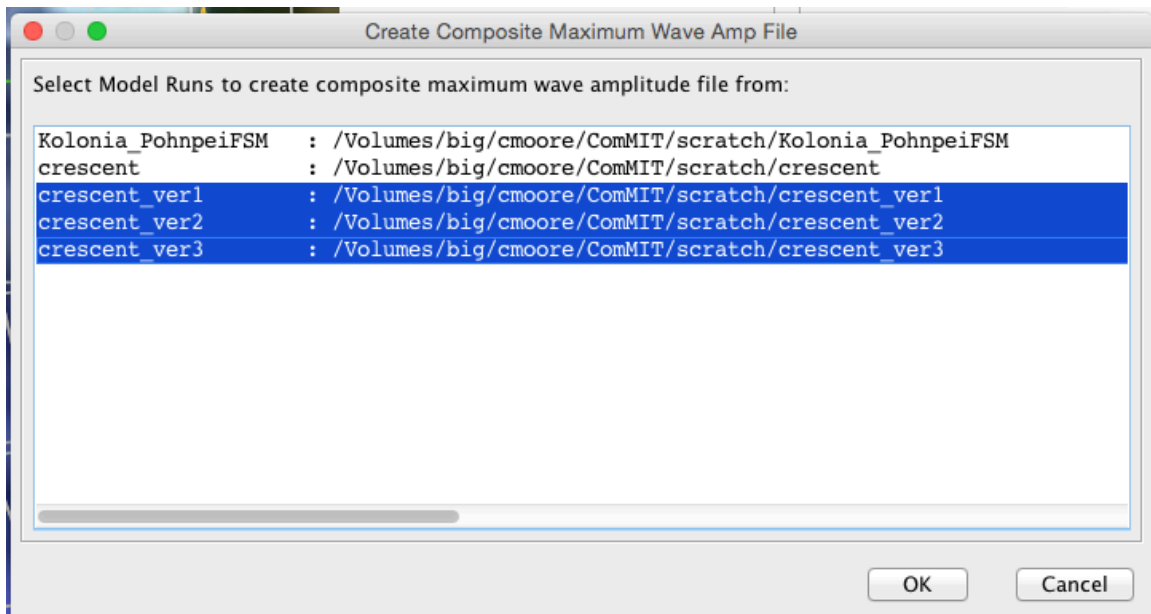 Create Composite Maximum Wave Amp File
Select Model Runs to create composite maximum wave amplitude file from:
Kolonia_PohnpeiFSM : /Volumes/big/cmoore/ComMIT/scratch/Kolonia_PohnpeiFSM
crescent : /Volumes/big/cmoore/ComMIT/scratch/crescent
crescent_ver1 : /Volumes/big/cmoore/ComMIT/scratch/crescent_ver1
crescent_ver2 : /Volumes/big/cmoore/ComMIT/scratch/crescent_ver2
crescent_ver3 : /Volumes/big/cmoore/ComMIT/scratch/crescent_ver3
OK Cancel